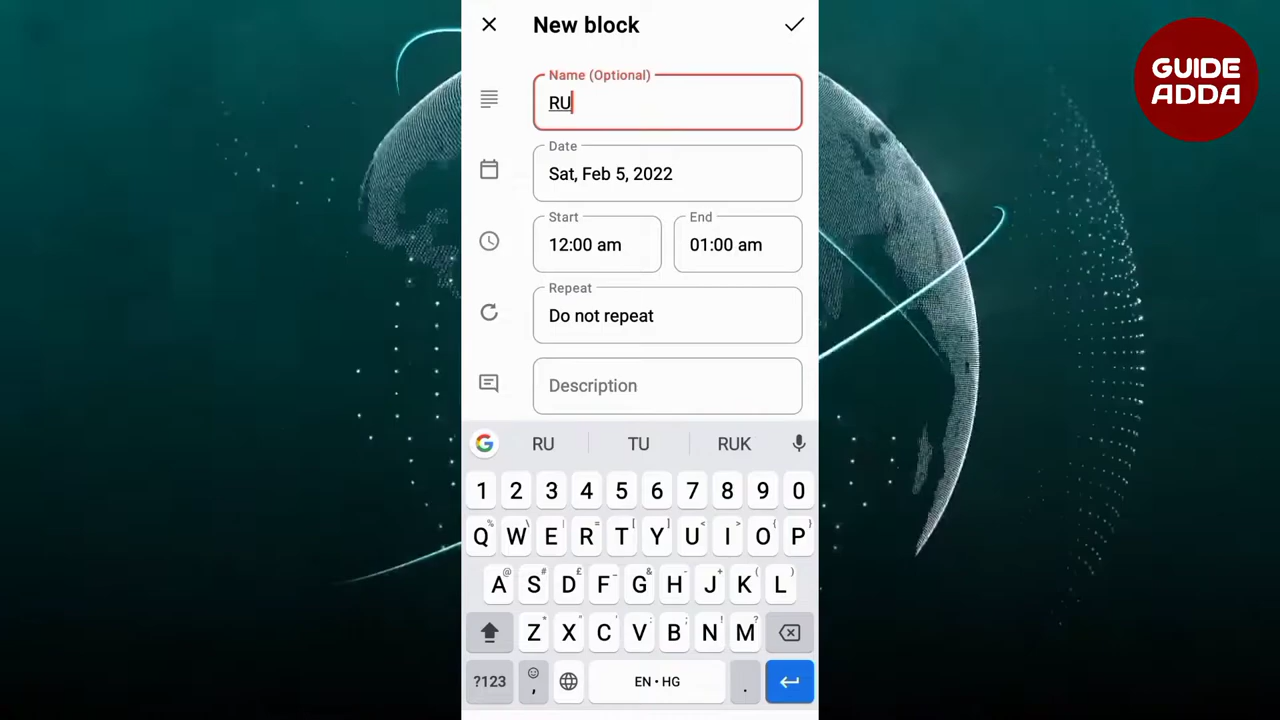 New block
GUIDE
ADDA
Name (Optional)
RU
Date
Sat, Feb 5, 2022
Start
End
12:00 am
01:00 am
Repeat
Do not repeat
Description
RU TU RUK
1 2 3 4 5 6 7 8 9 0
Q W E R T Y U I O P
A S D F G H J K L
Z X C V B N M
?123 , EN • HG .